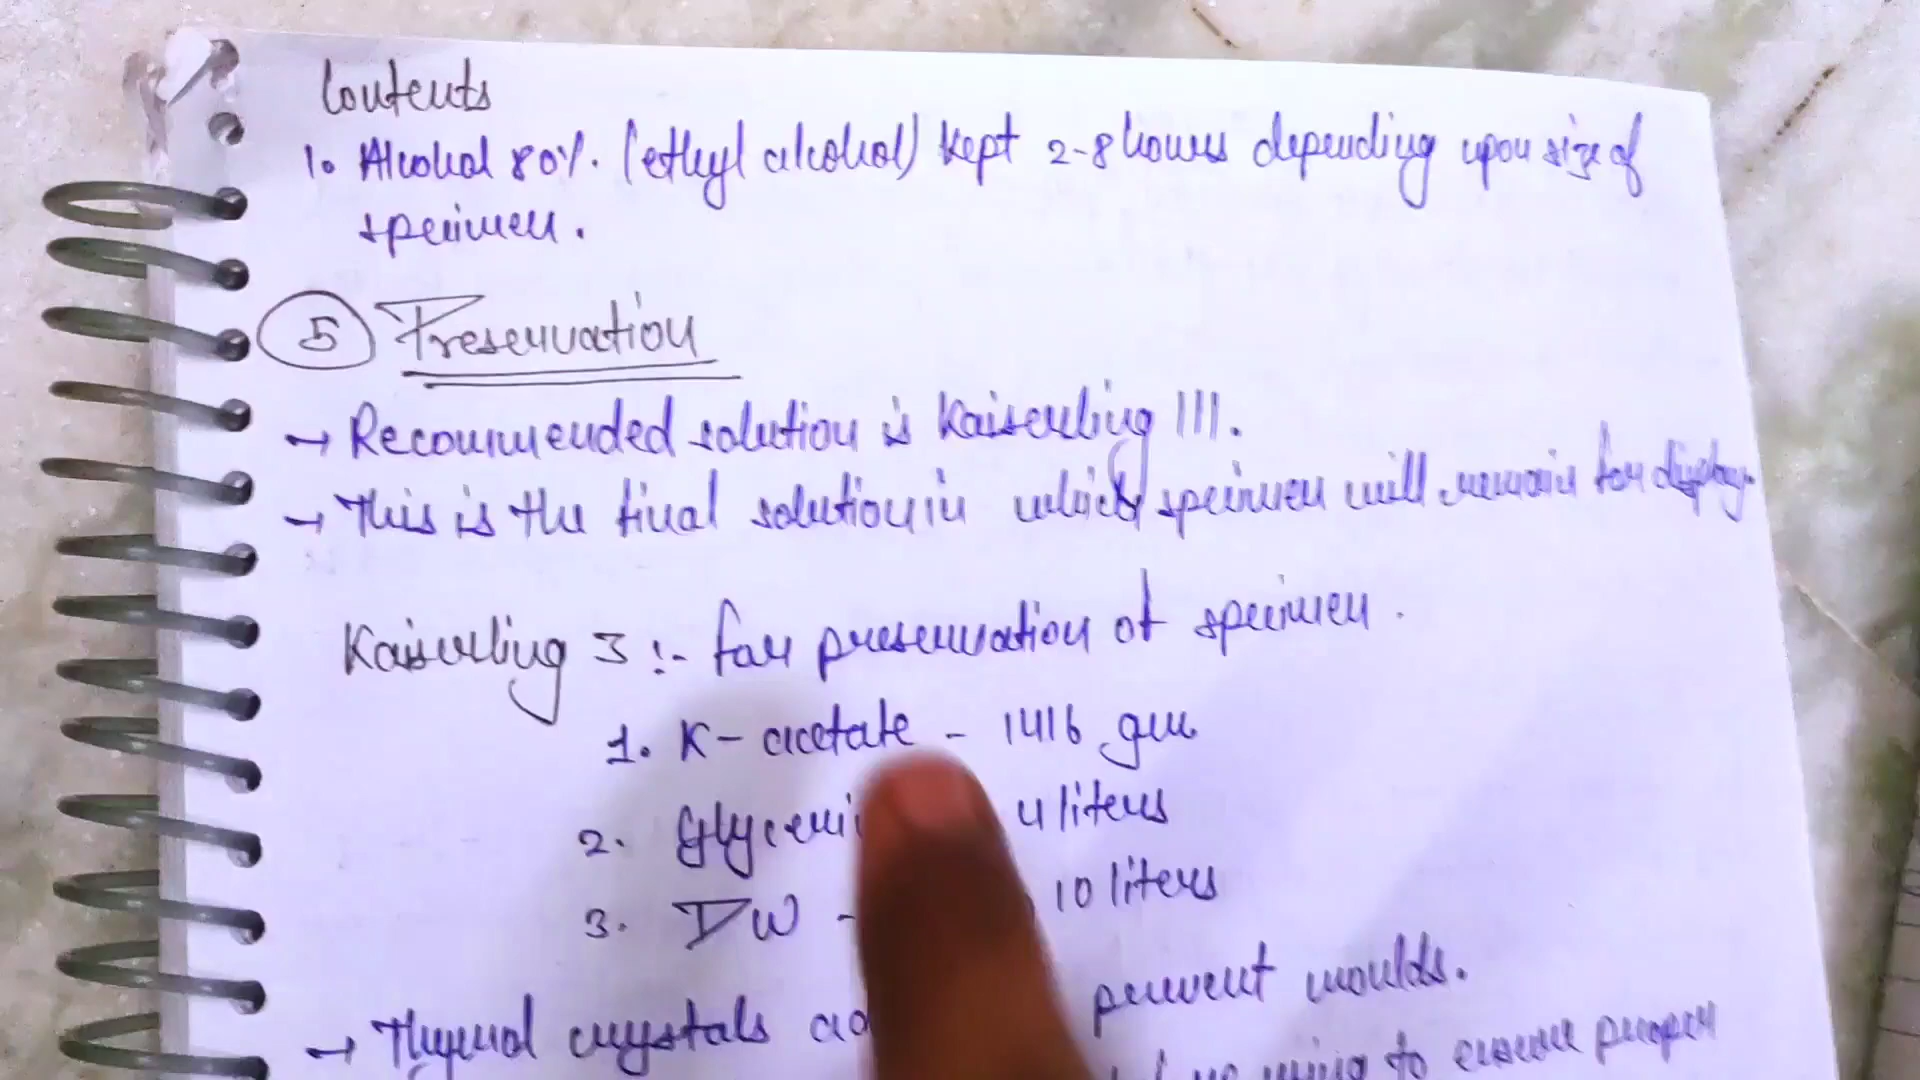 Contents
1. Alcohol 80%. (ethyl alcohol) kept 2-8 hours depending upon size of
specimen.
5 Preservation
→ Recommended solution is Kaiserling III.
→ This is the final solution in which specimen will remain for display.
Kaiserling 3 :- for preservation of specimen.
1. K- acetate - 1416 gm
2. Glyceri 4 liters
3. DW - 10 liters
→ Thymol crystals ad prevent moulds.
to ensure proper